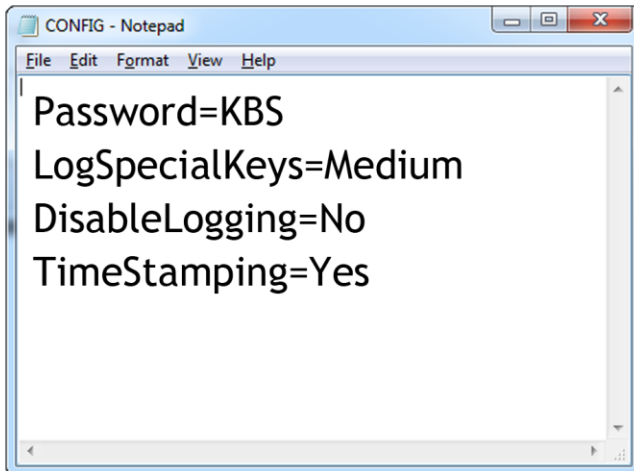 CONFIG - Notepad
File Edit Format View Help
Password=KBS
LogSpecialKeys=Medium
DisableLogging=No
TimeStamping=Yes